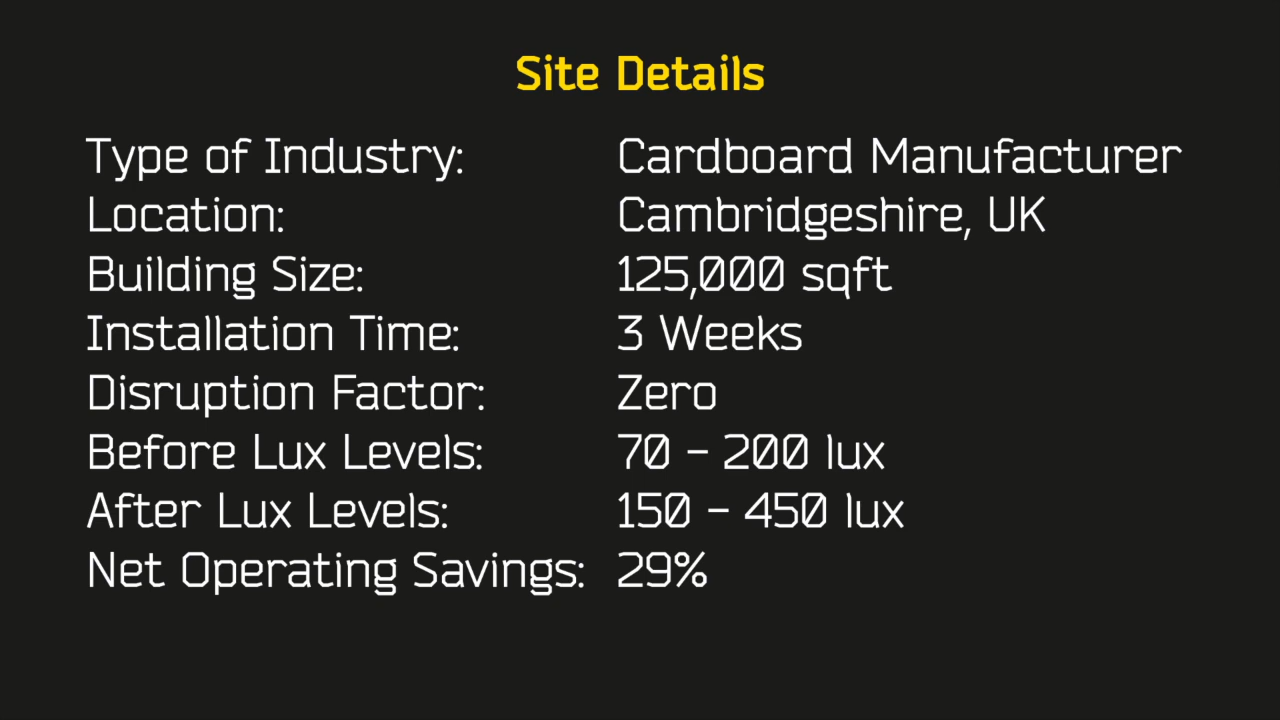 Site Details
Type of Industry: Cardboard Manufacturer
Location: Cambridgeshire, UK
Building Size: 125,000 sqft
Installation Time: 3 Weeks
Disruption Factor: Zero
Before Lux Levels: 70 - 200 lux
After Lux Levels: 150 - 450 lux
Net Operating Savings: 29%